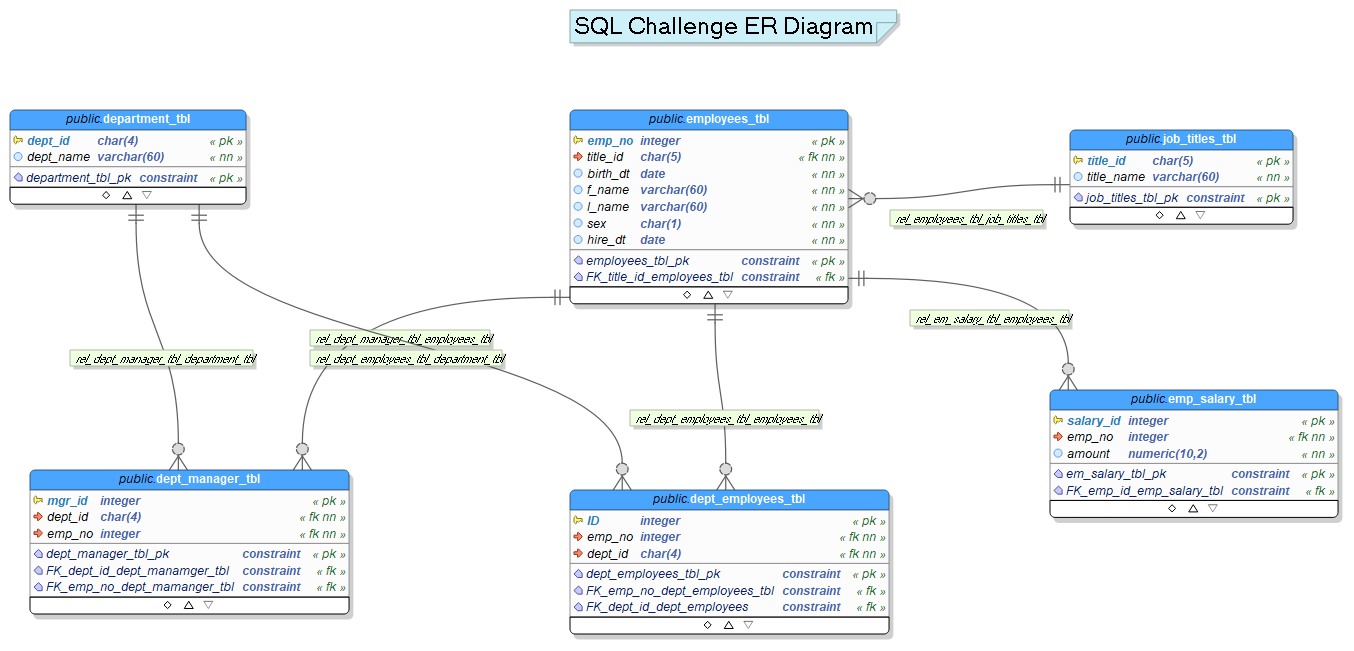 SQL Challenge ER Diagram
public.department_tbl
dept_id char(4) « pk »
dept_name varchar(60) « nn »
department_tbl_pk constraint « pk »
public.employees_tbl
emp_no integer « pk »
title_id char(5) « fk nn »
birth_dt date « nn »
f_name varchar(60) « nn »
l_name varchar(60) « nn »
sex char(1) « nn »
hire_dt date « nn »
employees_tbl_pk constraint « pk »
FK_title_id_employees_tbl constraint « fk »
public.job_titles_tbl
title_id char(5) « pk »
title_name varchar(60) « nn »
job_titles_tbl_pk constraint « pk »
rel_employees_tbl_job_titles_tbl
rel_em_salary_tbl_employees_tbl
rel_dept_manager_tbl_employees_tbl
rel_dept_manager_tbl_department_tbl
rel_dept_employees_tbl_department_tbl
rel_dept_employees_tbl_employees_tbl
public.emp_salary_tbl
salary_id integer « pk »
emp_no integer « fk nn »
amount numeric(10,2) « nn »
em_salary_tbl_pk constraint « pk »
FK_emp_id_emp_salary_tbl constraint « fk »
public.dept_manager_tbl
mgr_id integer « pk »
dept_id char(4) « fk nn »
emp_no integer « fk nn »
dept_manager_tbl_pk constraint « pk »
FK_dept_id_dept_manamger_tbl constraint « fk »
FK_emp_no_dept_mamanger_tbl constraint « fk »
public.dept_employees_tbl
ID integer « pk »
emp_no integer « fk nn »
dept_id char(4) « fk nn »
dept_employees_tbl_pk constraint « pk »
FK_emp_no_dept_employees_tbl constraint « fk »
FK_dept_id_dept_employees constraint « fk »